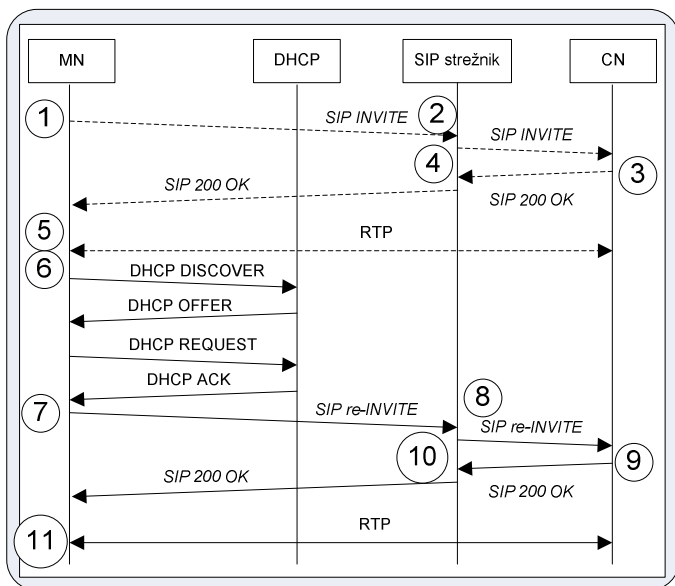 MN
DHCP
SIP strežnik
CN
1
SIP INVITE
2
SIP INVITE
4
3
SIP 200 OK
SIP 200 OK
5
RTP
6
DHCP DISCOVER
DHCP OFFER
DHCP REQUEST
DHCP ACK
7
SIP re-INVITE
8
SIP re-INVITE
10
9
SIP 200 OK
SIP 200 OK
RTP
11